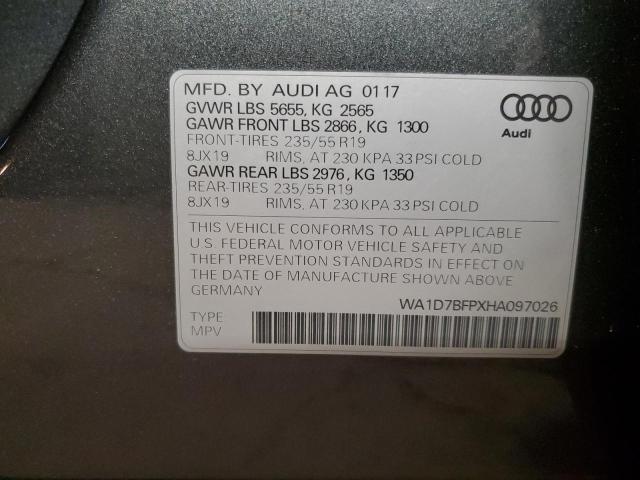 MFD. BY AUDI AG 01 17
GVWR LBS 5655, KG 2565
GAWR FRONT LBS 2866, KG 1300
FRONT-TIRES 235/55 R19
8JX19 RIMS, AT 230 KPA 33 PSI COLD
GAWR REAR LBS 2976, KG 1350
REAR-TIRES 235/55 R19
8JX19 RIMS, AT 230 KPA 33 PSI COLD
Audi
THIS VEHICLE CONFORMS TO ALL APPLICABLE
U.S. FEDERAL MOTOR VEHICLE SAFETY AND
THEFT PREVENTION STANDARDS IN EFFECT ON
THE DATE OF MANUFACTURE SHOWN ABOVE
GERMANY
WA1D7BFPXHA097026
TYPE
MPV